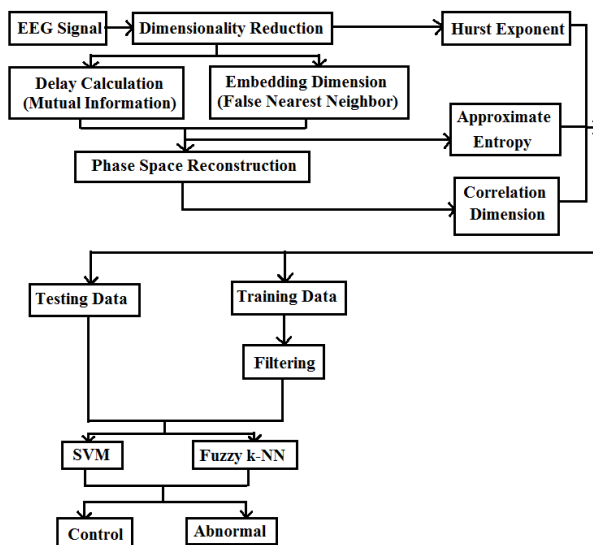 EEG Signal
Dimensionality Reduction
Hurst Exponent
Delay Calculation
(Mutual Information)
Embedding Dimension
(False Nearest Neighbor)
Approximate
Entropy
Phase Space Reconstruction
Correlation
Dimension
Testing Data
Training Data
Filtering
SVM
Fuzzy k-NN
Control
Abnormal